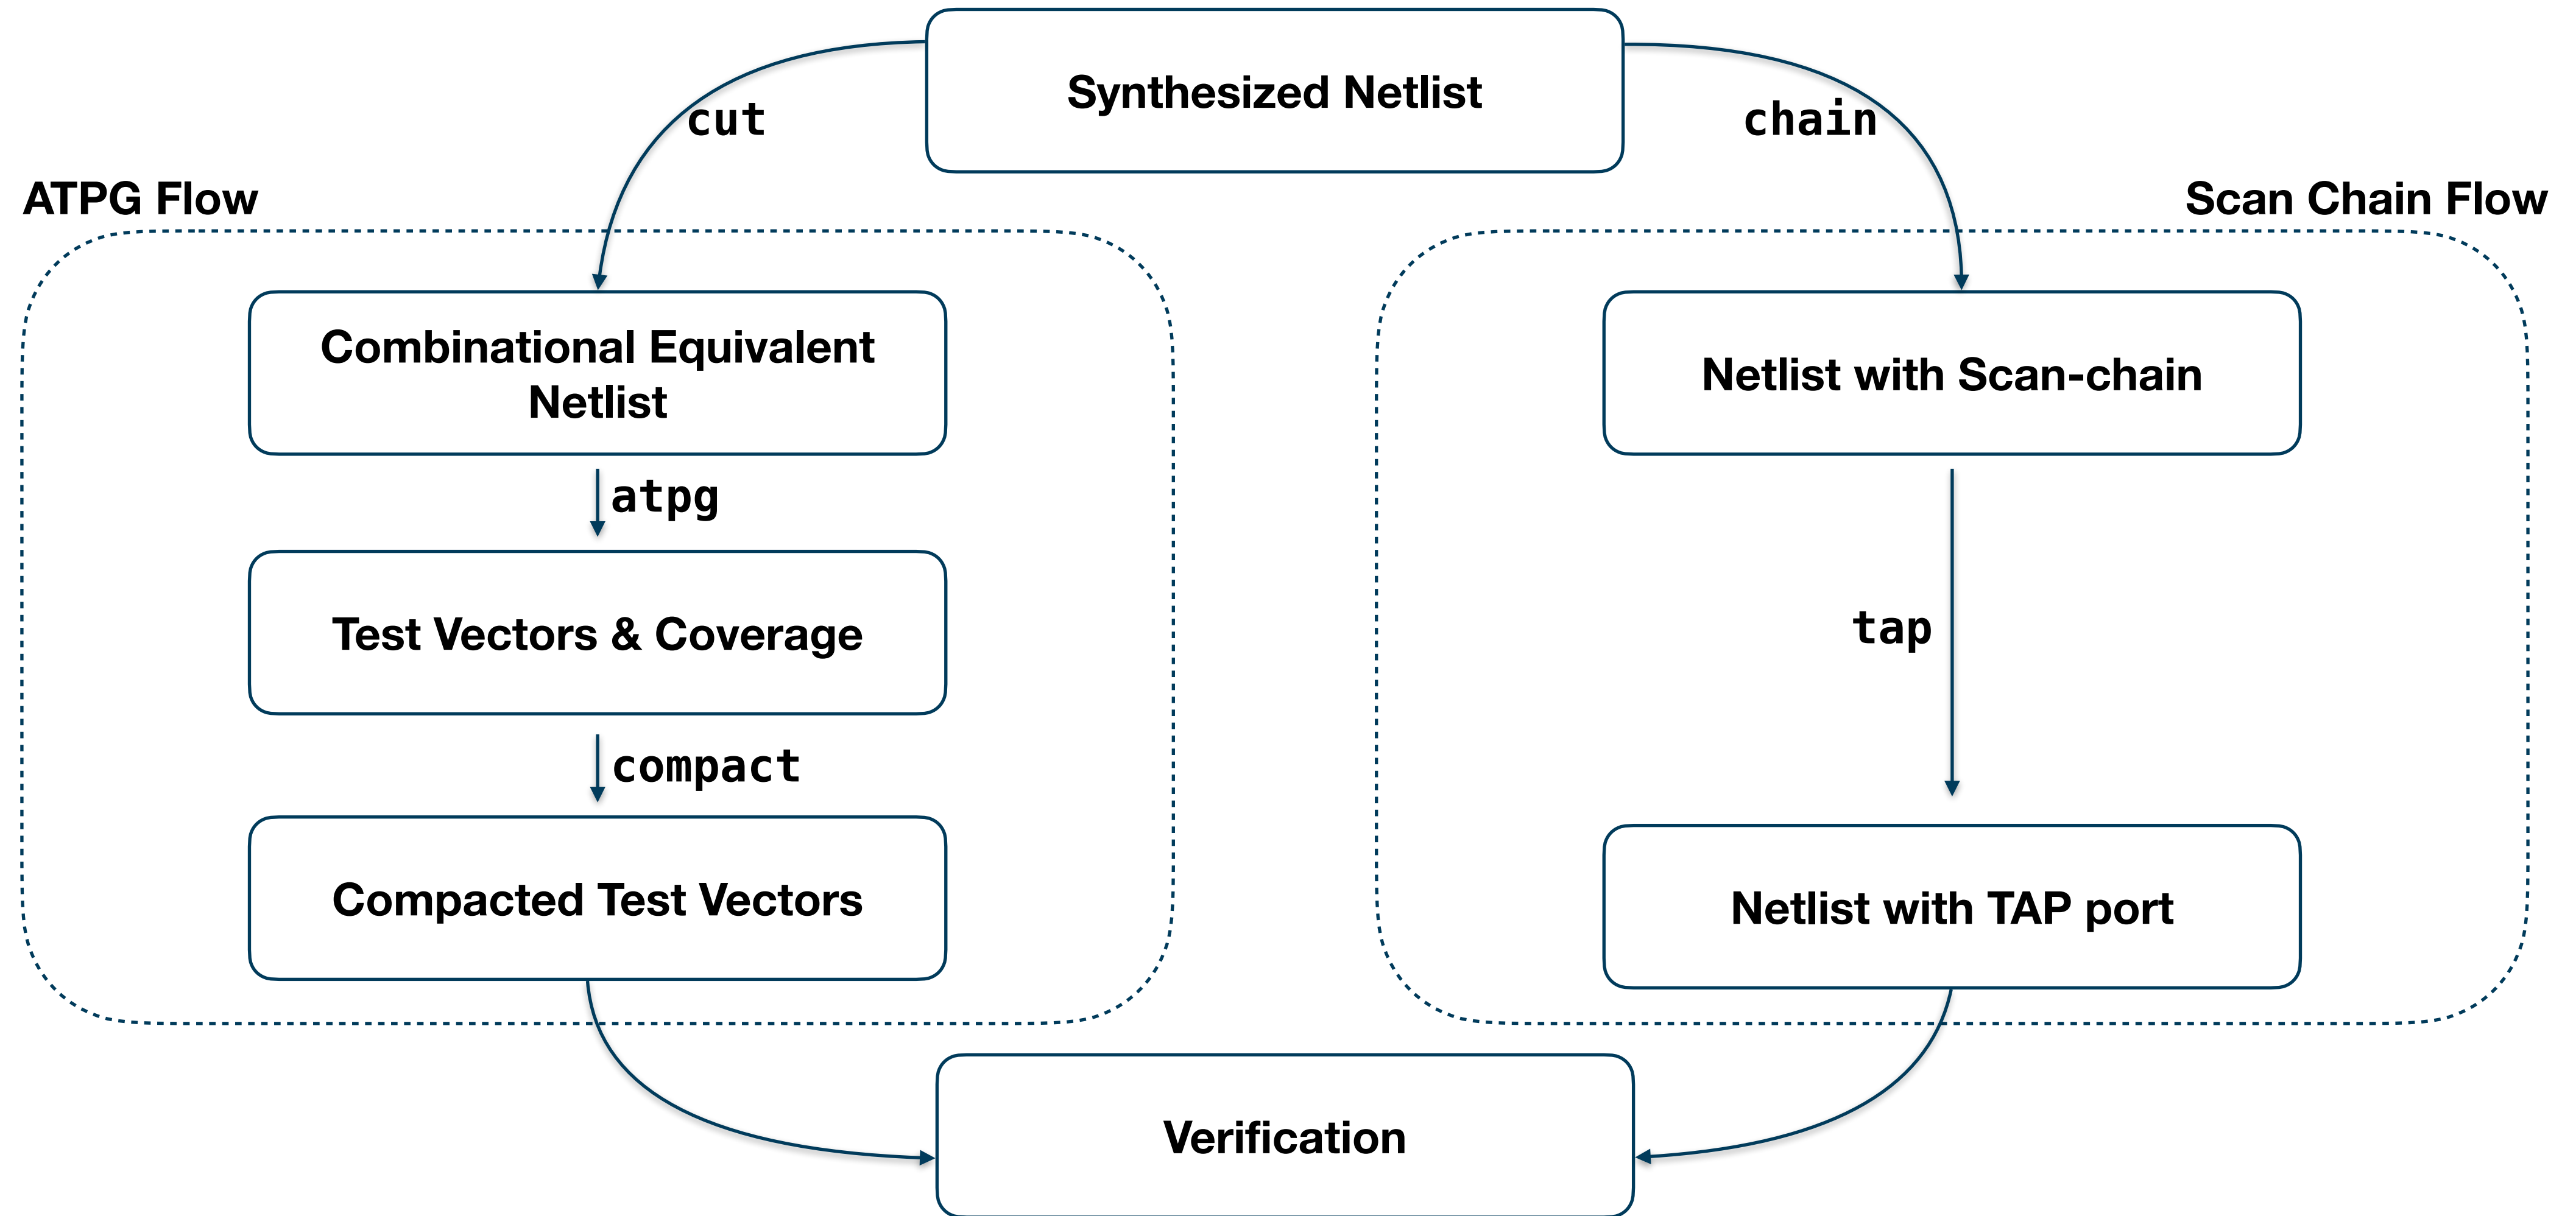 Synthesized Netlist
cut
chain
ATPG Flow
Scan Chain Flow
Combinational Equivalent
Netlist
Netlist with Scan-chain
atpg
Test Vectors & Coverage
tap
compact
Compacted Test Vectors
Netlist with TAP port
Verification